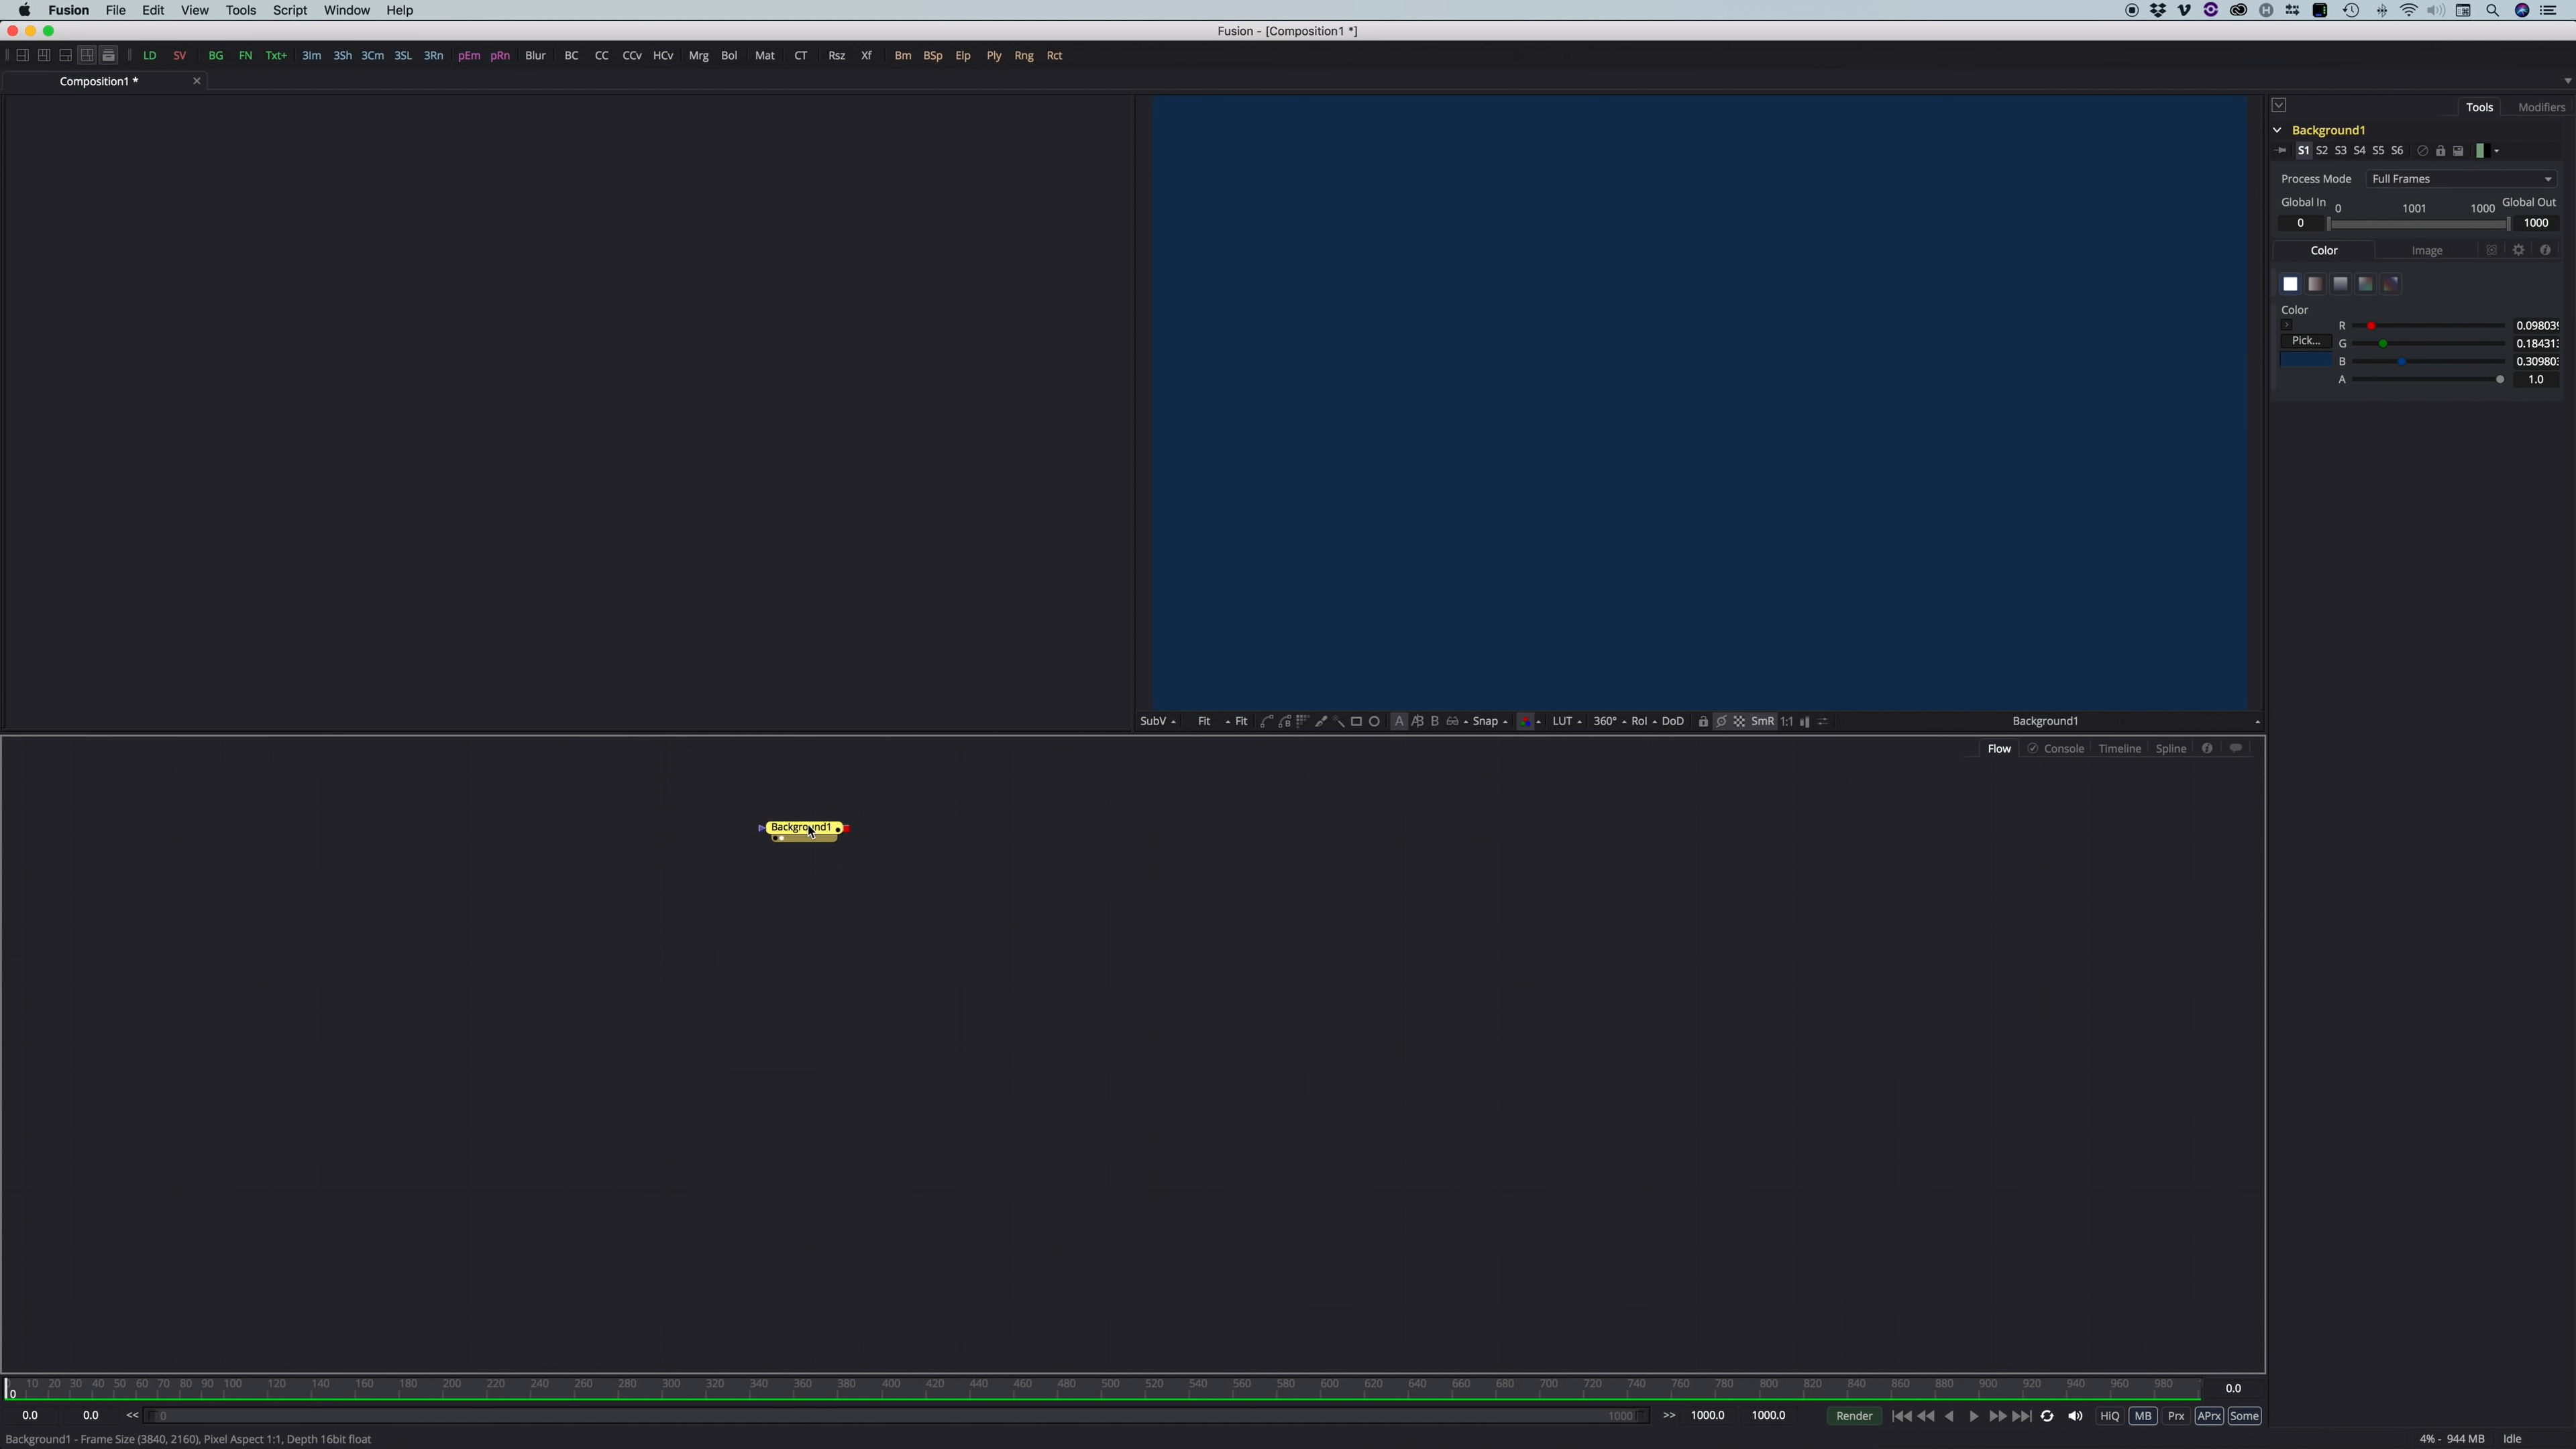 Fusion File Edit View Tools Script Window Help
Fusion - [Composition1 *]
LD SV BG FN Txt+ 3Im 3Sh 3Cm 3SL 3Rn pEm pRn Blur BC CC CCv HCv Mrg Bol Mat CT Rsz Xf Bm BSp Elp Ply Rng Rct
Composition1 *
Tools Modifiers
Background1
S1 S2 S3 S4 S5 S6
Process Mode Full Frames
Global In 0 1001 1000 Global Out
0 1000
Color Image
Color
R 0.098039
Pick... G 0.184313
B 0.309803
A 1.0
SubV Fit Fit A B Snap LUT 360° RoI DoD SmR 1:1 Background1
Flow Console Timeline Spline
Background1
0 10 20 30 40 50 60 70 80 90 100 120 140 160 180 200 220 240 260 280 300 320 340 360 380 400 420 440 460 480 500 520 540 560 580 600 620 640 660 680 700 720 740 760 780 800 820 840 860 880 900 920 940 960 980 0.0
0.0 0.0 << 0 1000 >> 1000.0 1000.0 Render HiQ MB Prx APrx Some
Background1 - Frame Size (3840, 2160), Pixel Aspect 1:1, Depth 16bit float
4% - 944 MB Idle